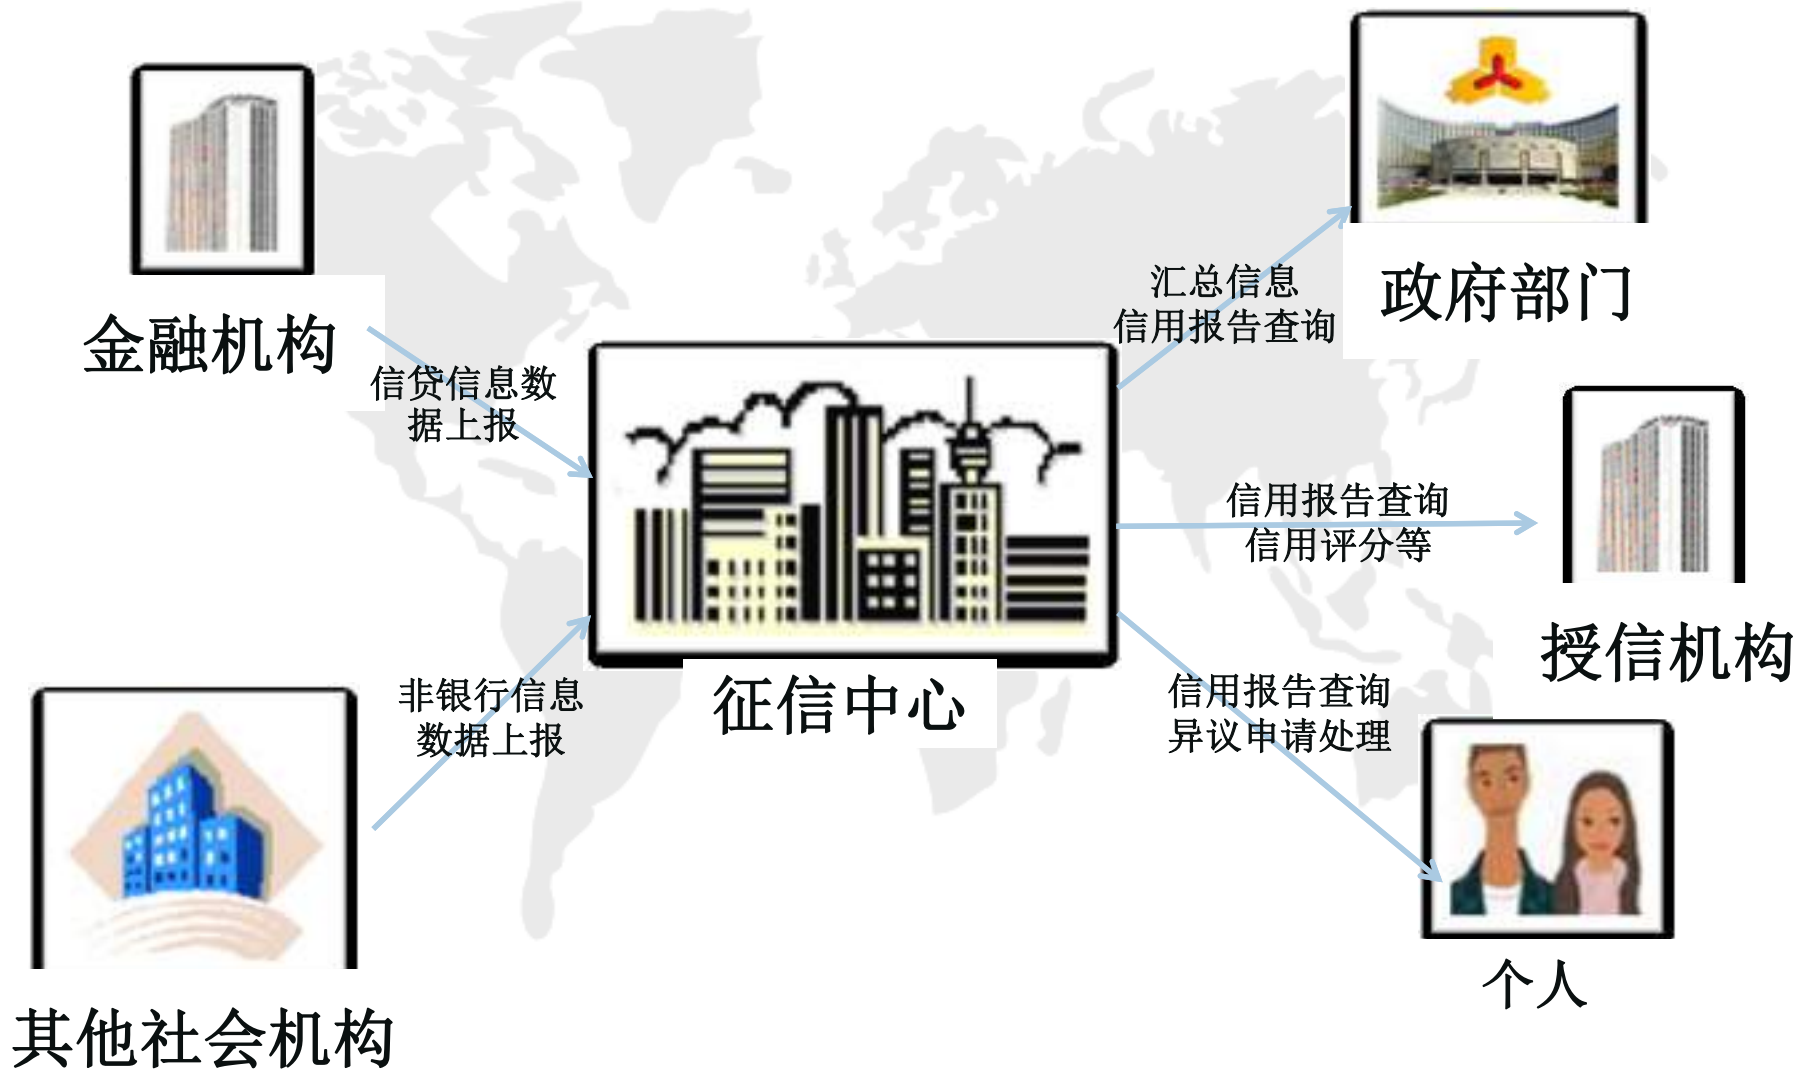 金融机构
信贷信息数
据上报
其他社会机构
非银行信息
数据上报
征信中心
汇总信息
信用报告查询
政府部门
信用报告查询
信用评分等
授信机构
信用报告查询
异议申请处理
个人